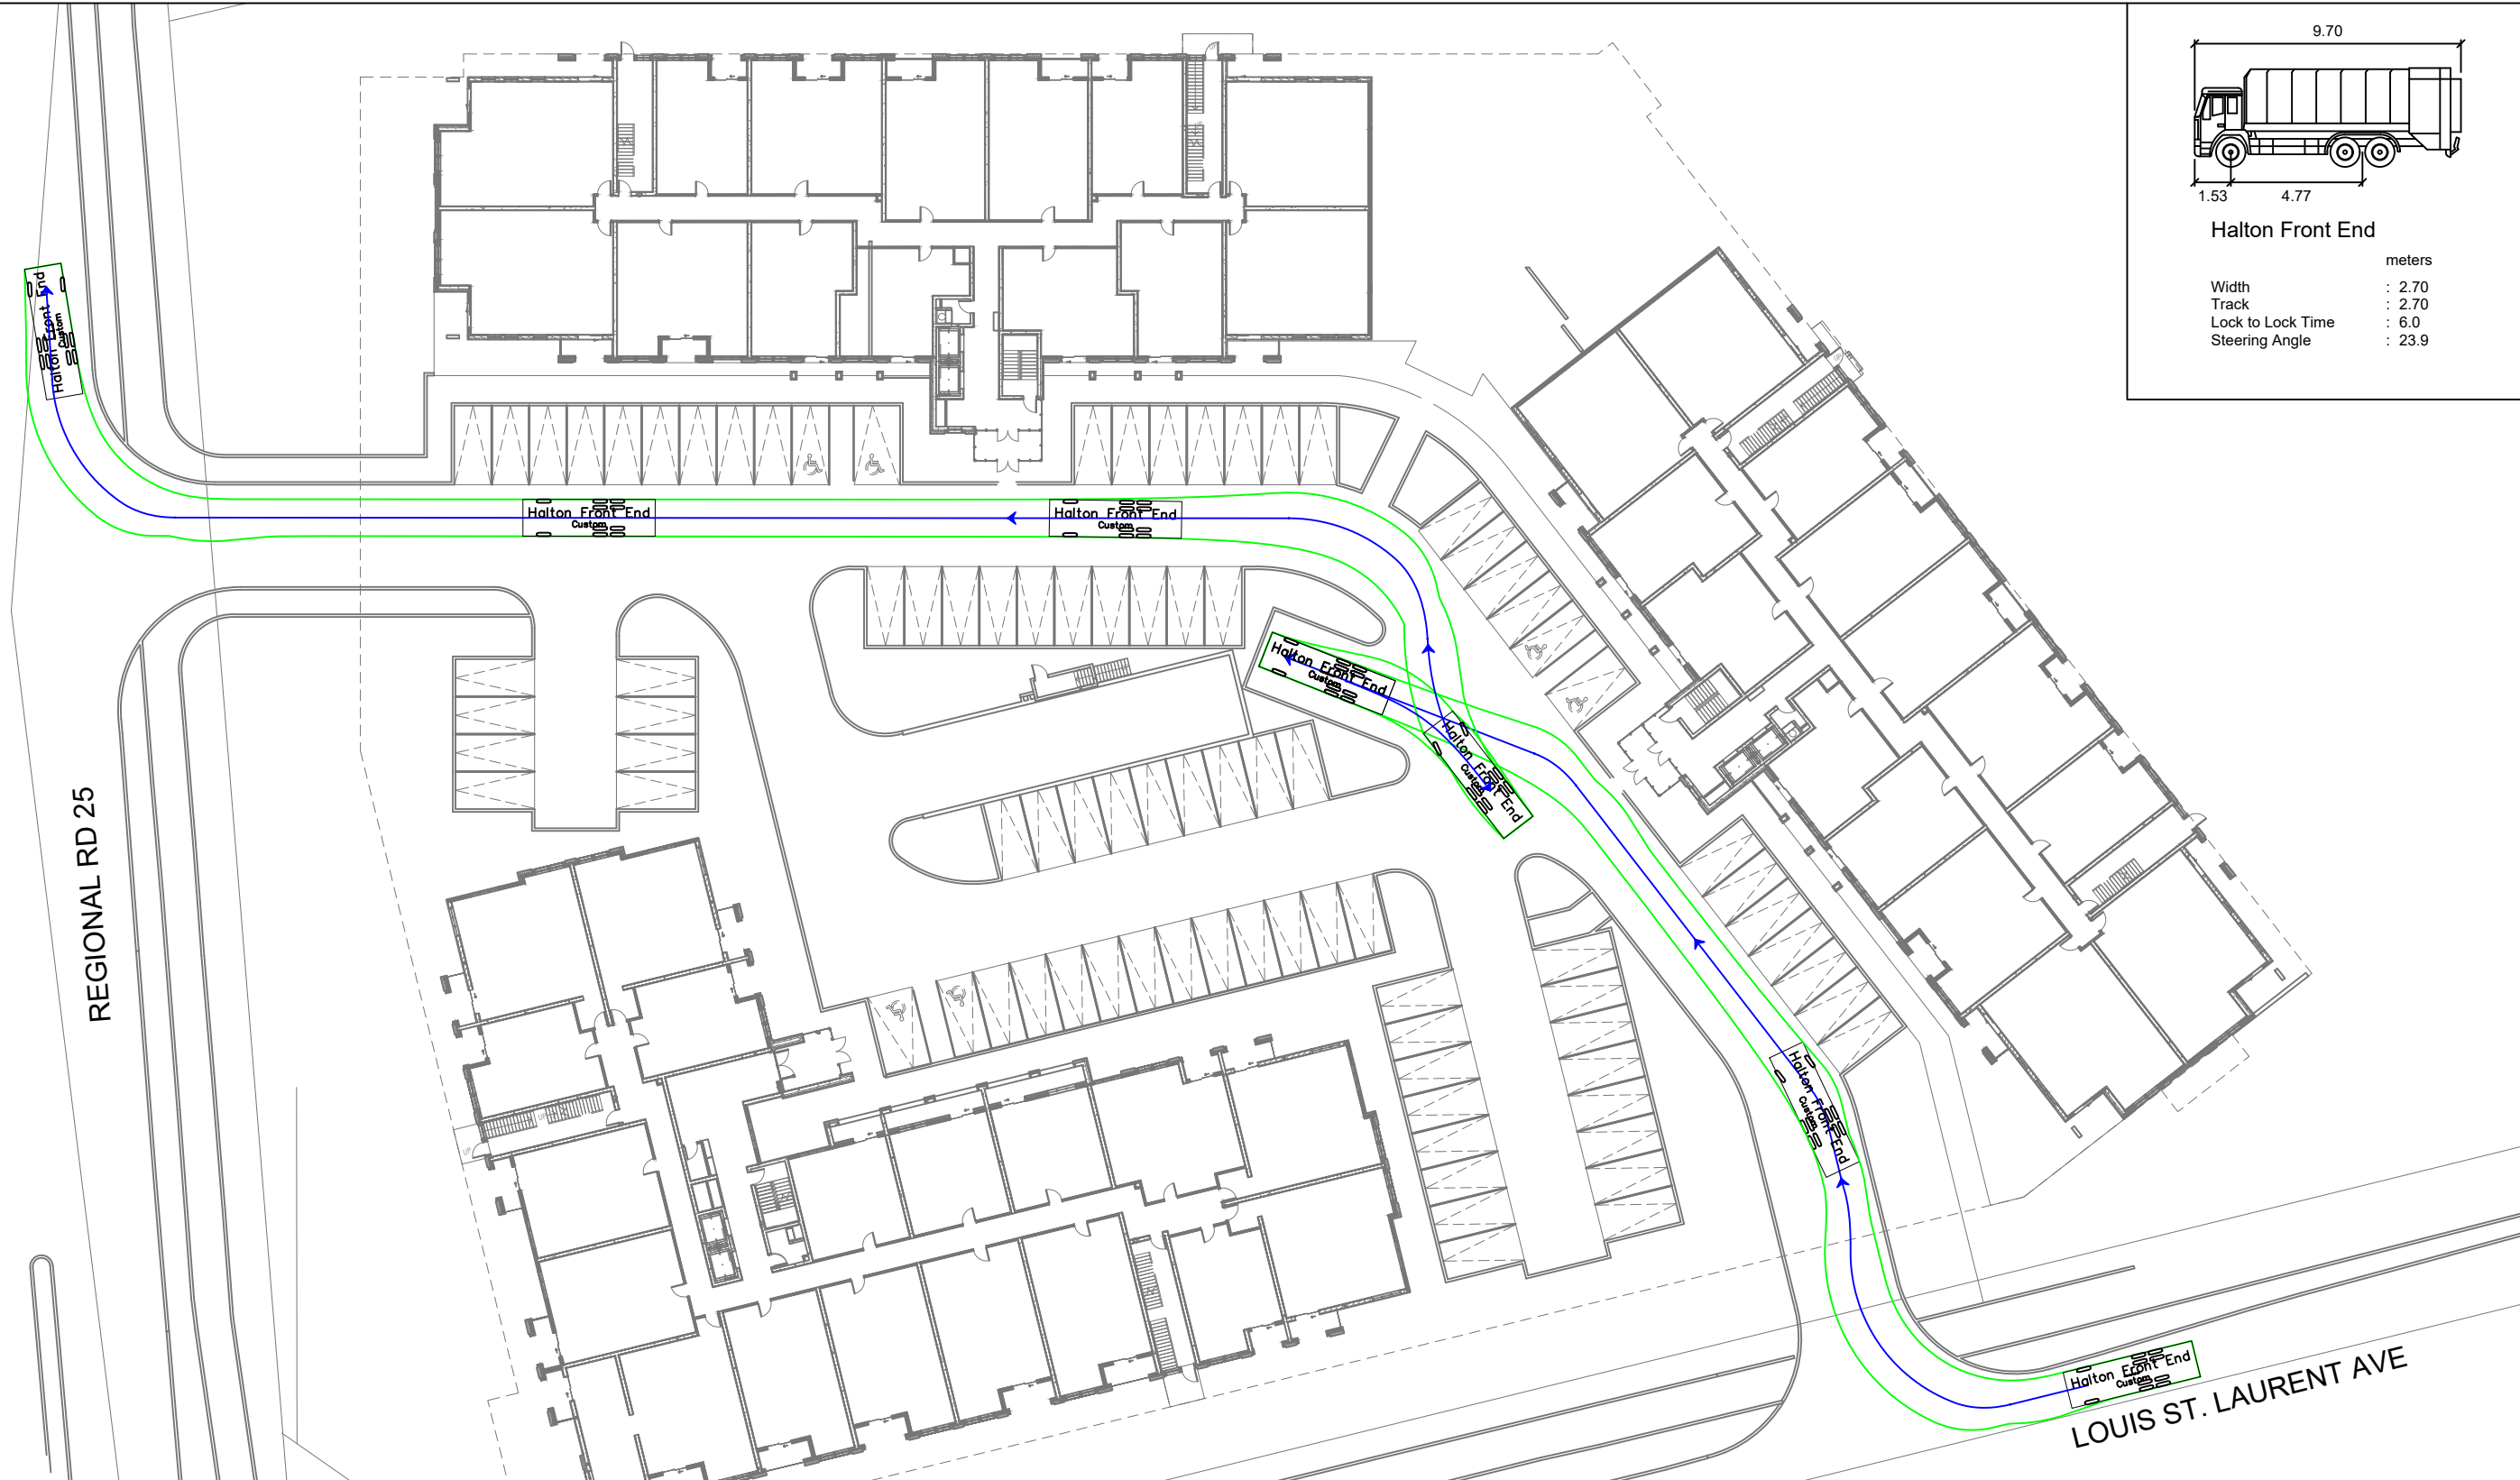 9.70
1.53 4.77
Halton Front End
meters
Width : 2.70
Track : 2.70
Lock to Lock Time : 6.0
Steering Angle : 23.9
Halton Front End
Custom
Halton Front End
Custom
Halton Front End
Custom
Halton Front End
Custom
Halton Front End
Custom
Halton Front End
Custom
Halton Front End
Custom
REGIONAL RD 25
LOUIS ST. LAURENT AVE
UP
UP